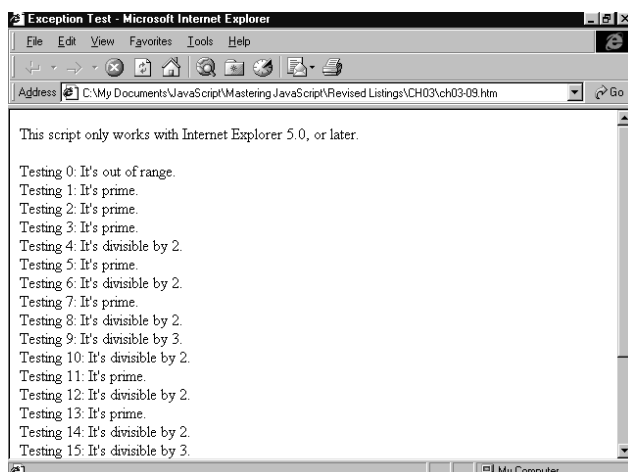 Exception Test - Microsoft Internet Explorer
File Edit View Favorites Tools Help
Address C:\My Documents\JavaScript\Mastering JavaScript\Revised Listings\CH03\ch03-09.htm Go
This script only works with Internet Explorer 5.0, or later.
Testing 0: It's out of range.
Testing 1: It's prime.
Testing 2: It's prime.
Testing 3: It's prime.
Testing 4: It's divisible by 2.
Testing 5: It's prime.
Testing 6: It's divisible by 2.
Testing 7: It's prime.
Testing 8: It's divisible by 2.
Testing 9: It's divisible by 3.
Testing 10: It's divisible by 2.
Testing 11: It's prime.
Testing 12: It's divisible by 2.
Testing 13: It's prime.
Testing 14: It's divisible by 2.
Testing 15: It's divisible by 3.
My Computer